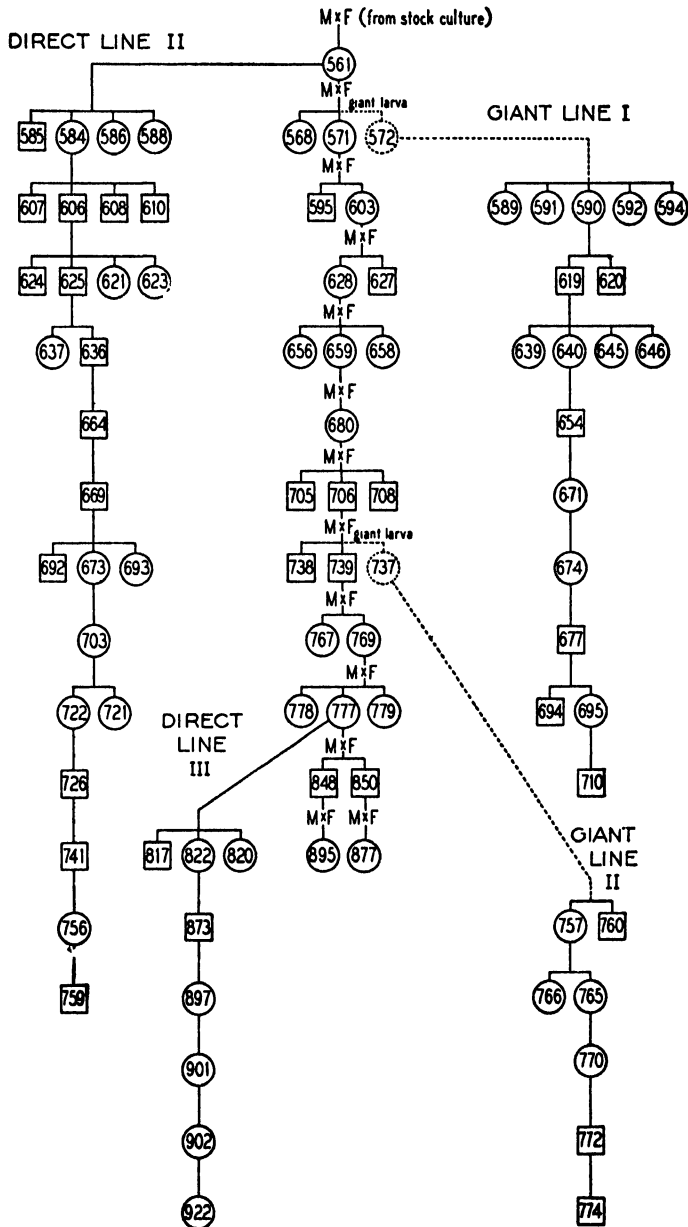 M×F (from stock culture)
DIRECT LINE II
561
M×F
giant larva
GIANT LINE I
585 584 586 588 568 571 572
M×F
607 606 608 610 595 603 589 591 590 592 594
M×F
624 625 621 623 628 627 619 620
M×F
637 636 656 659 658 639 640 645 646
M×F
664 680 654
M×F
669 705 706 708 671
M×F
giant larva
692 673 693 738 739 737 674
M×F
703 767 769 677
M×F
722 721 778 777 779 694 695
DIRECT
LINE
III
M×F
726 848 850 710
M×F M×F
741 817 822 820 895 877
GIANT
LINE
II
756 873 757 760
759 897 766 765
901 770
902 772
922 774